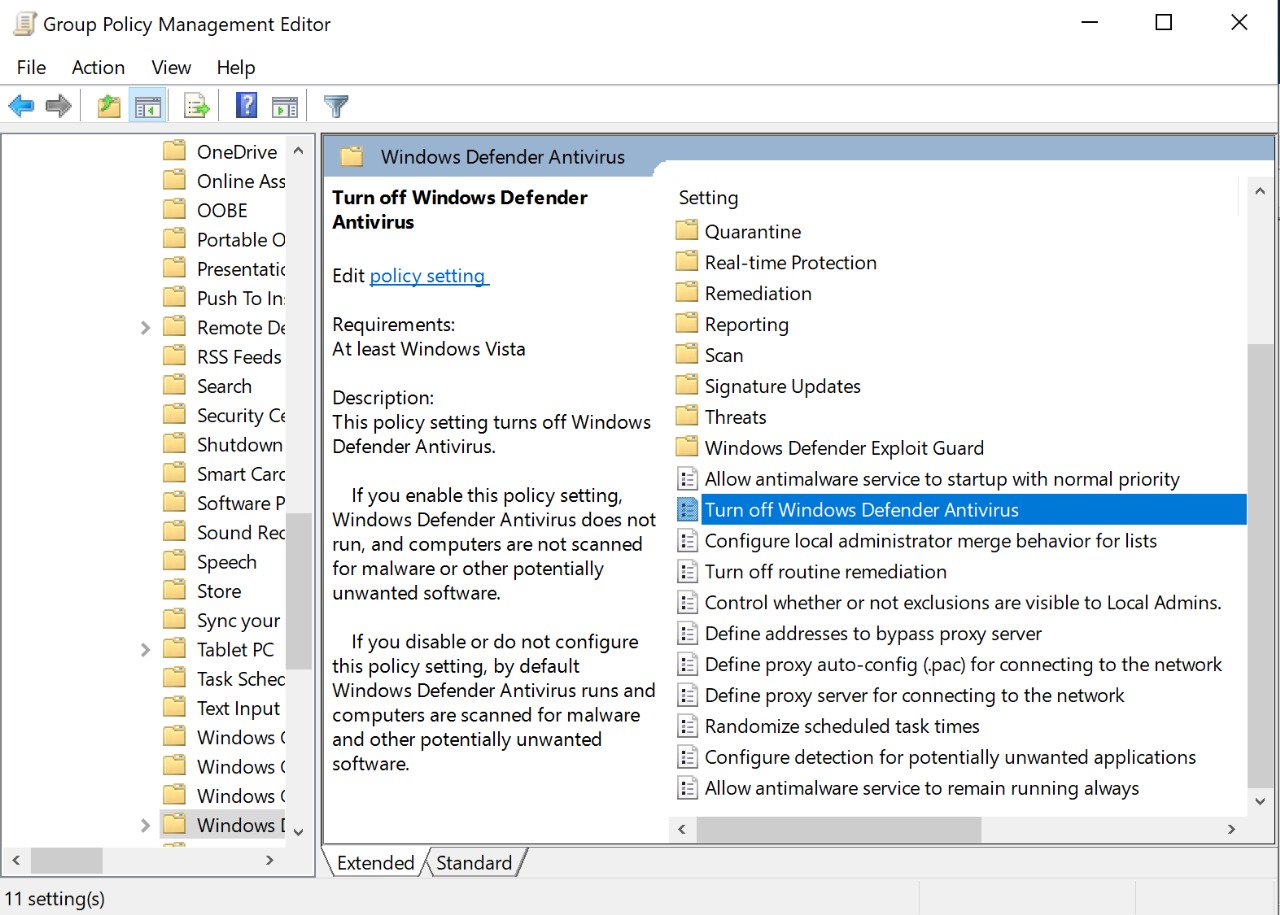 Group Policy Management Editor
File Action View Help
OneDrive
Online Ass
OOBE
Portable O
Presentatic
Push To Ins
Remote De
RSS Feeds
Search
Security Ce
Shutdown
Smart Card
Software P
Sound Rec
Speech
Store
Sync your
Tablet PC
Task Sched
Text Input
Windows C
Windows C
Windows C
Windows D
Windows Defender Antivirus
Turn off Windows Defender
Antivirus
Edit policy setting
Requirements:
At least Windows Vista
Description:
This policy setting turns off Windows
Defender Antivirus.
If you enable this policy setting,
Windows Defender Antivirus does not
run, and computers are not scanned
for malware or other potentially
unwanted software.
If you disable or do not configure
this policy setting, by default
Windows Defender Antivirus runs and
computers are scanned for malware
and other potentially unwanted
software.
Setting
Quarantine
Real-time Protection
Remediation
Reporting
Scan
Signature Updates
Threats
Windows Defender Exploit Guard
Allow antimalware service to startup with normal priority
Turn off Windows Defender Antivirus
Configure local administrator merge behavior for lists
Turn off routine remediation
Control whether or not exclusions are visible to Local Admins.
Define addresses to bypass proxy server
Define proxy auto-config (.pac) for connecting to the network
Define proxy server for connecting to the network
Randomize scheduled task times
Configure detection for potentially unwanted applications
Allow antimalware service to remain running always
Extended Standard
11 setting(s)